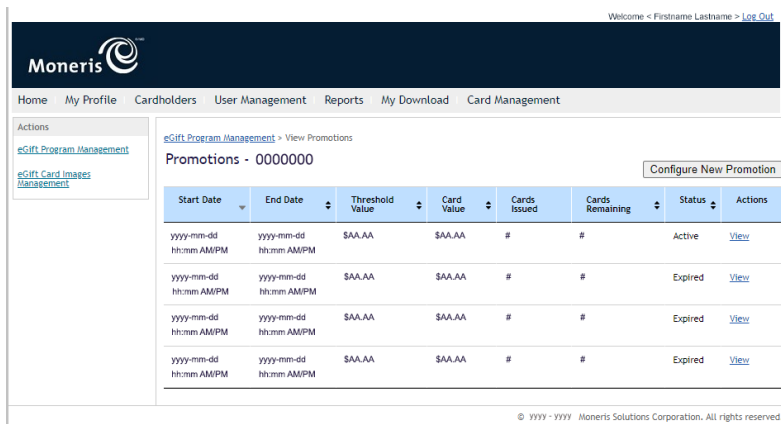 Welcome < Firstname Lastname > Log Out
Moneris
Home My Profile Cardholders User Management Reports My Download Card Management
Actions
eGift Program Management
eGift Card Images
Management
eGift Program Management > View Promotions
Promotions - 0000000
Configure New Promotion
Start Date End Date Threshold Value Card Value Cards Issued Cards Remaining Status Actions
yyyy-mm-dd yyyy-mm-dd $AA.AA $AA.AA # # Active View
hh:mm AM/PM hh:mm AM/PM
yyyy-mm-dd yyyy-mm-dd $AA.AA $AA.AA # # Expired View
hh:mm AM/PM hh:mm AM/PM
yyyy-mm-dd yyyy-mm-dd $AA.AA $AA.AA # # Expired View
hh:mm AM/PM hh:mm AM/PM
yyyy-mm-dd yyyy-mm-dd $AA.AA $AA.AA # # Expired View
hh:mm AM/PM hh:mm AM/PM
© yyyy - yyyy Moneris Solutions Corporation. All rights reserved